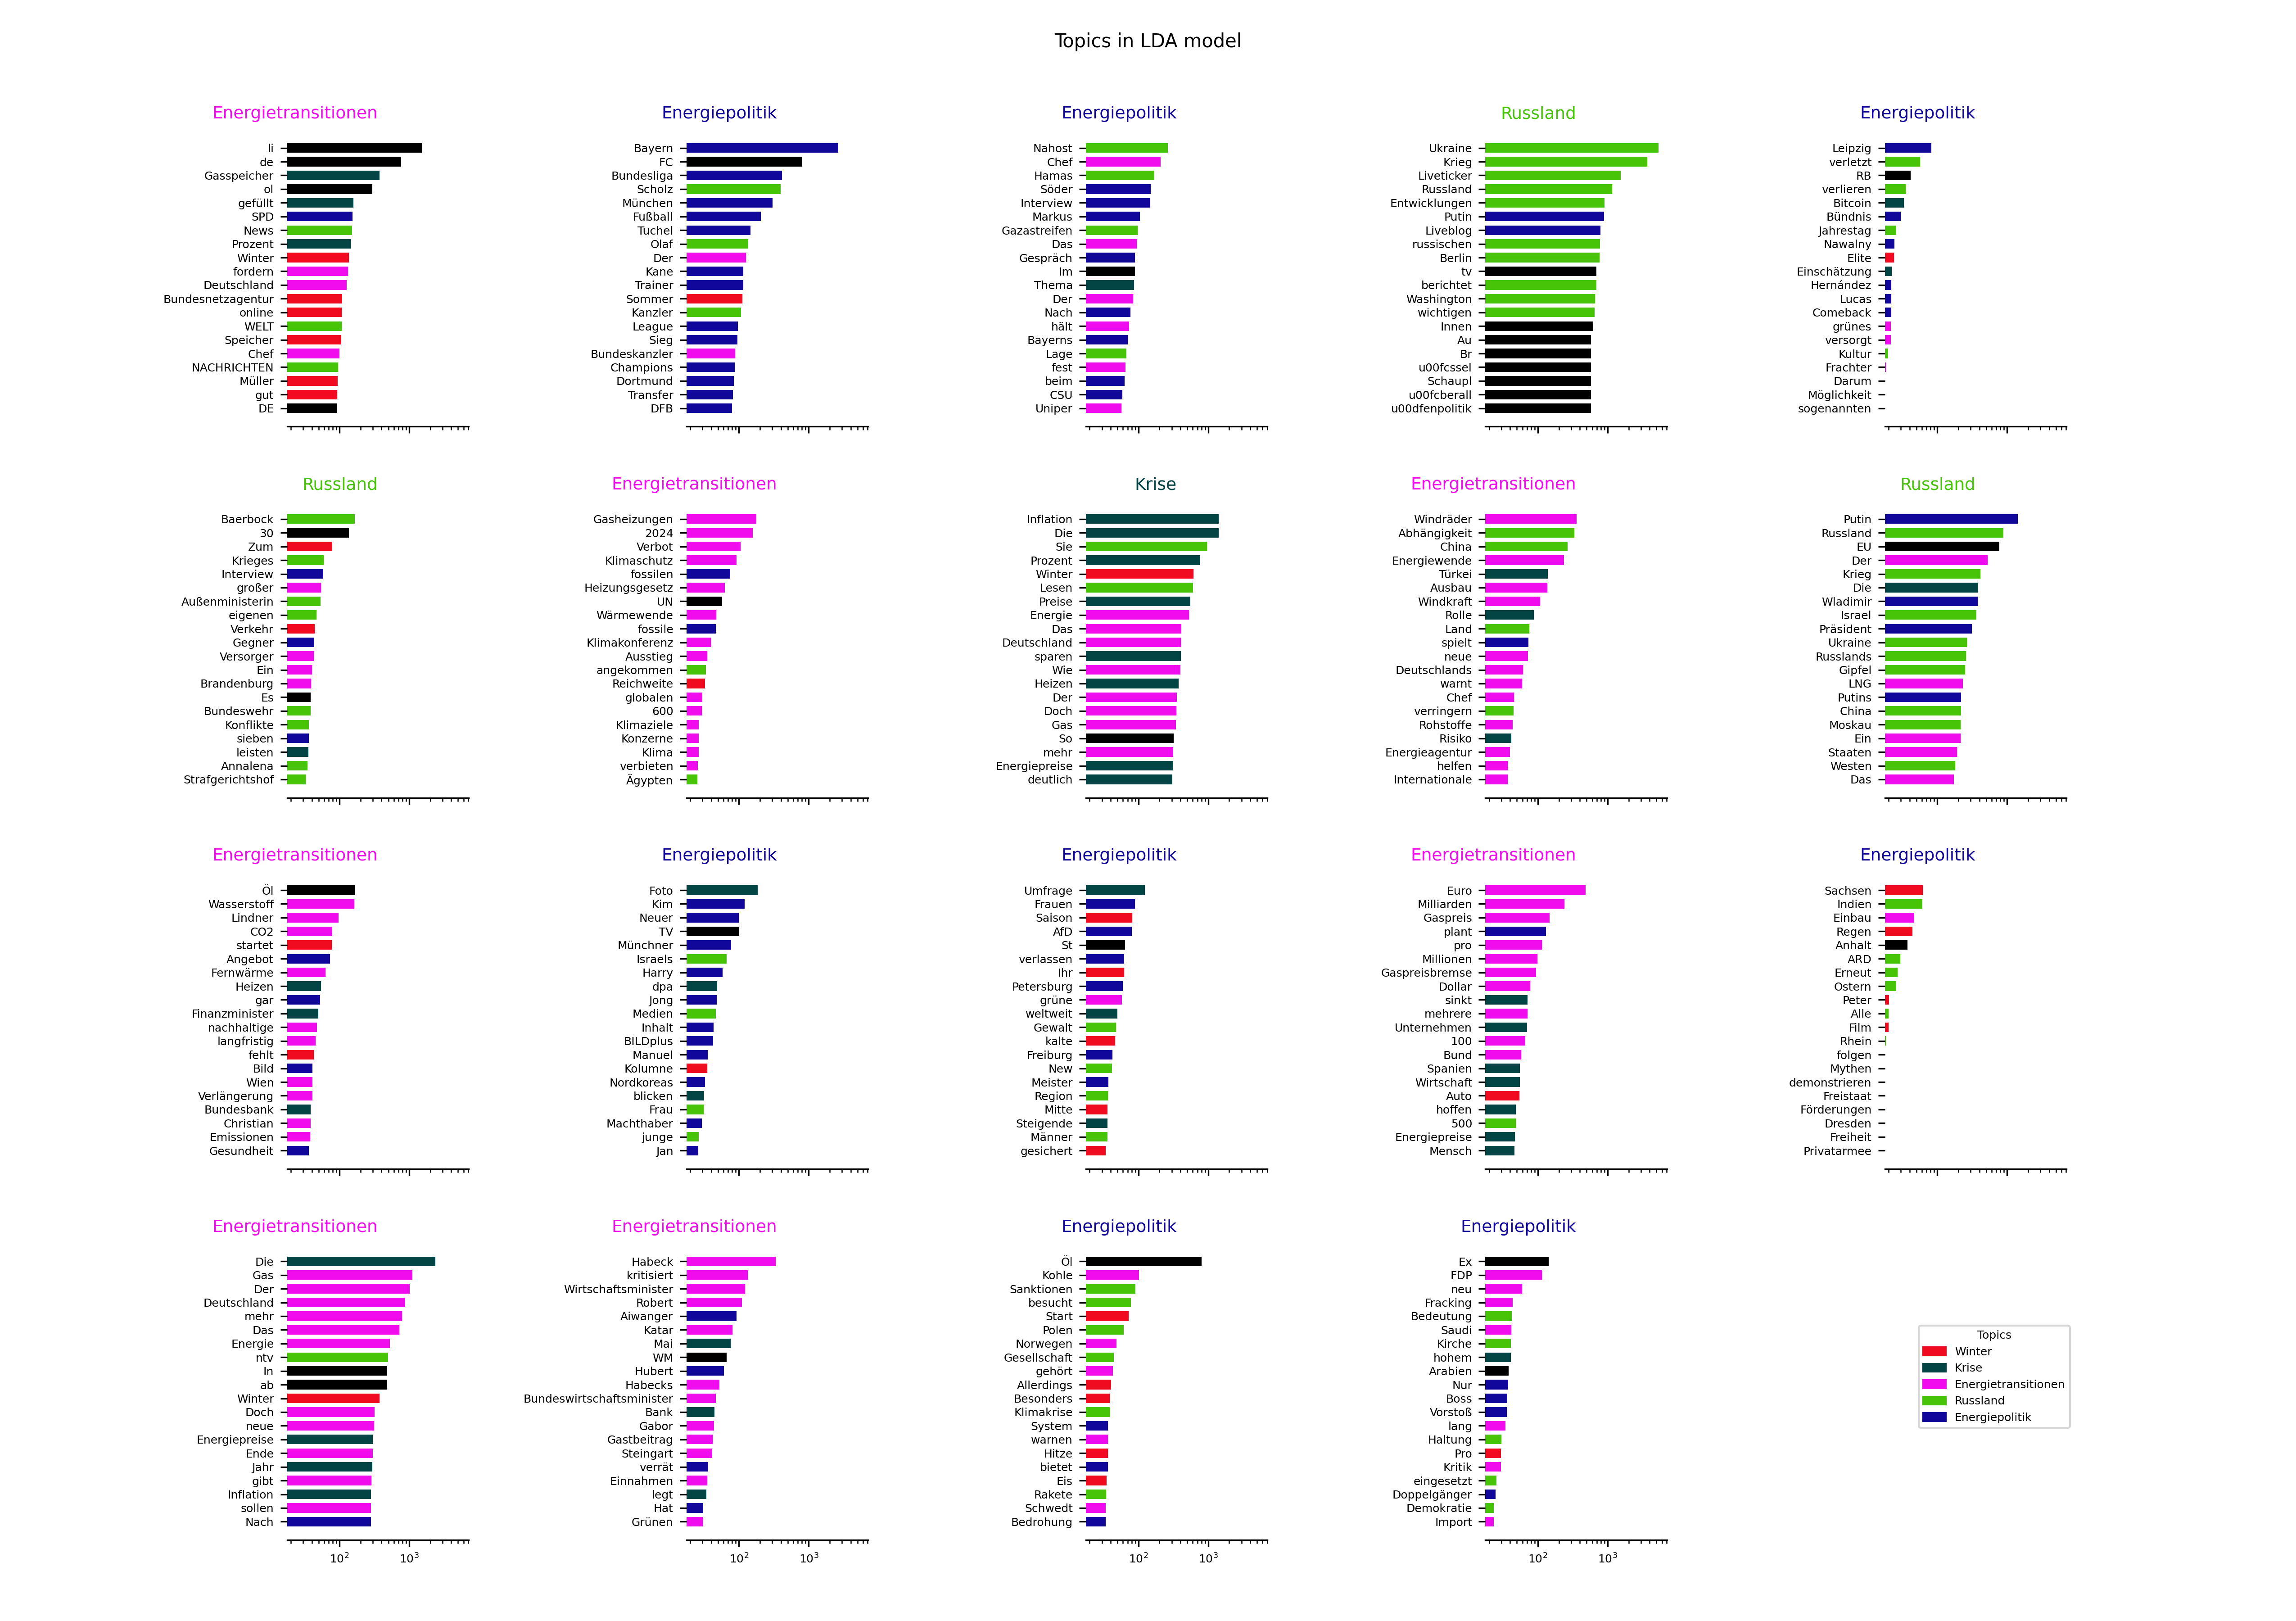 Topics in LDA model
Energietransitionen
li
de
Gasspeicher
ol
gefüllt
SPD
News
Prozent
Winter
fordern
Deutschland
Bundesnetzagentur
online
WELT
Speicher
Chef
NACHRICHTEN
Müller
gut
DE
Energiepolitik
Bayern
FC
Bundesliga
Scholz
München
Fußball
Tuchel
Olaf
Der
Kane
Trainer
Sommer
Kanzler
League
Sieg
Bundeskanzler
Champions
Dortmund
Transfer
DFB
Energiepolitik
Nahost
Chef
Hamas
Söder
Interview
Markus
Gazastreifen
Das
Gespräch
Im
Thema
Der
Nach
hält
Bayerns
Lage
fest
beim
CSU
Uniper
Russland
Ukraine
Krieg
Liveticker
Russland
Entwicklungen
Putin
Liveblog
russischen
Berlin
tv
berichtet
Washington
wichtigen
Innen
Au
Br
u00fcssel
Schaupl
u00fcberall
u00dfenpolitik
Energiepolitik
Leipzig
verletzt
RB
verlieren
Bitcoin
Bündnis
Jahrestag
Nawalny
Elite
Einschätzung
Hernández
Lucas
Comeback
grünes
versorgt
Kultur
Frachter
Darum
Möglichkeit
sogenannten
Russland
Baerbock
30
Zum
Krieges
Interview
großer
Außenministerin
eigenen
Verkehr
Gegner
Versorger
Ein
Brandenburg
Es
Bundeswehr
Konflikte
sieben
leisten
Annalena
Strafgerichtshof
Energietransitionen
Gasheizungen
2024
Verbot
Klimaschutz
fossilen
Heizungsgesetz
UN
Wärmewende
fossile
Klimakonferenz
Ausstieg
angekommen
Reichweite
globalen
600
Klimaziele
Konzerne
Klima
verbieten
Ägypten
Krise
Inflation
Die
Sie
Prozent
Winter
Lesen
Preise
Energie
Das
Deutschland
sparen
Wie
Heizen
Der
Doch
Gas
So
mehr
Energiepreise
deutlich
Energietransitionen
Windräder
Abhängigkeit
China
Energiewende
Türkei
Ausbau
Windkraft
Rolle
Land
spielt
neue
Deutschlands
warnt
Chef
verringern
Rohstoffe
Risiko
Energieagentur
helfen
Internationale
Russland
Putin
Russland
EU
Der
Krieg
Die
Wladimir
Israel
Präsident
Ukraine
Russlands
Gipfel
LNG
Putins
China
Moskau
Ein
Staaten
Westen
Das
Energietransitionen
Öl
Wasserstoff
Lindner
CO2
startet
Angebot
Fernwärme
Heizen
gar
Finanzminister
nachhaltige
langfristig
fehlt
Bild
Wien
Verlängerung
Bundesbank
Christian
Emissionen
Gesundheit
Energiepolitik
Foto
Kim
Neuer
TV
Münchner
Israels
Harry
dpa
Jong
Medien
Inhalt
BILDplus
Manuel
Kolumne
Nordkoreas
blicken
Frau
Machthaber
junge
Jan
Energiepolitik
Umfrage
Frauen
Saison
AfD
St
verlassen
Ihr
Petersburg
grüne
weltweit
Gewalt
kalte
Freiburg
New
Meister
Region
Mitte
Steigende
Männer
gesichert
Energietransitionen
Euro
Milliarden
Gaspreis
plant
pro
Millionen
Gaspreisbremse
Dollar
sinkt
mehrere
Unternehmen
100
Bund
Spanien
Wirtschaft
Auto
hoffen
500
Energiepreise
Mensch
Energiepolitik
Sachsen
Indien
Einbau
Regen
Anhalt
ARD
Erneut
Ostern
Peter
Alle
Film
Rhein
folgen
Mythen
demonstrieren
Freistaat
Förderungen
Dresden
Freiheit
Privatarmee
Energietransitionen
Die
Gas
Der
Deutschland
mehr
Das
Energie
ntv
In
ab
Winter
Doch
neue
Energiepreise
Ende
Jahr
gibt
Inflation
sollen
Nach
10² 10³
Energietransitionen
Habeck
kritisiert
Wirtschaftsminister
Robert
Aiwanger
Katar
Mai
WM
Hubert
Habecks
Bundeswirtschaftsminister
Bank
Gabor
Gastbeitrag
Steingart
verrät
Einnahmen
legt
Hat
Grünen
10² 10³
Energiepolitik
Öl
Kohle
Sanktionen
besucht
Start
Polen
Norwegen
Gesellschaft
gehört
Allerdings
Besonders
Klimakrise
System
warnen
Hitze
bietet
Eis
Rakete
Schwedt
Bedrohung
10² 10³
Energiepolitik
Ex
FDP
neu
Fracking
Bedeutung
Saudi
Kirche
hohem
Arabien
Nur
Boss
Vorstoß
lang
Haltung
Pro
Kritik
eingesetzt
Doppelgänger
Demokratie
Import
10² 10³
Topics
Winter
Krise
Energietransitionen
Russland
Energiepolitik